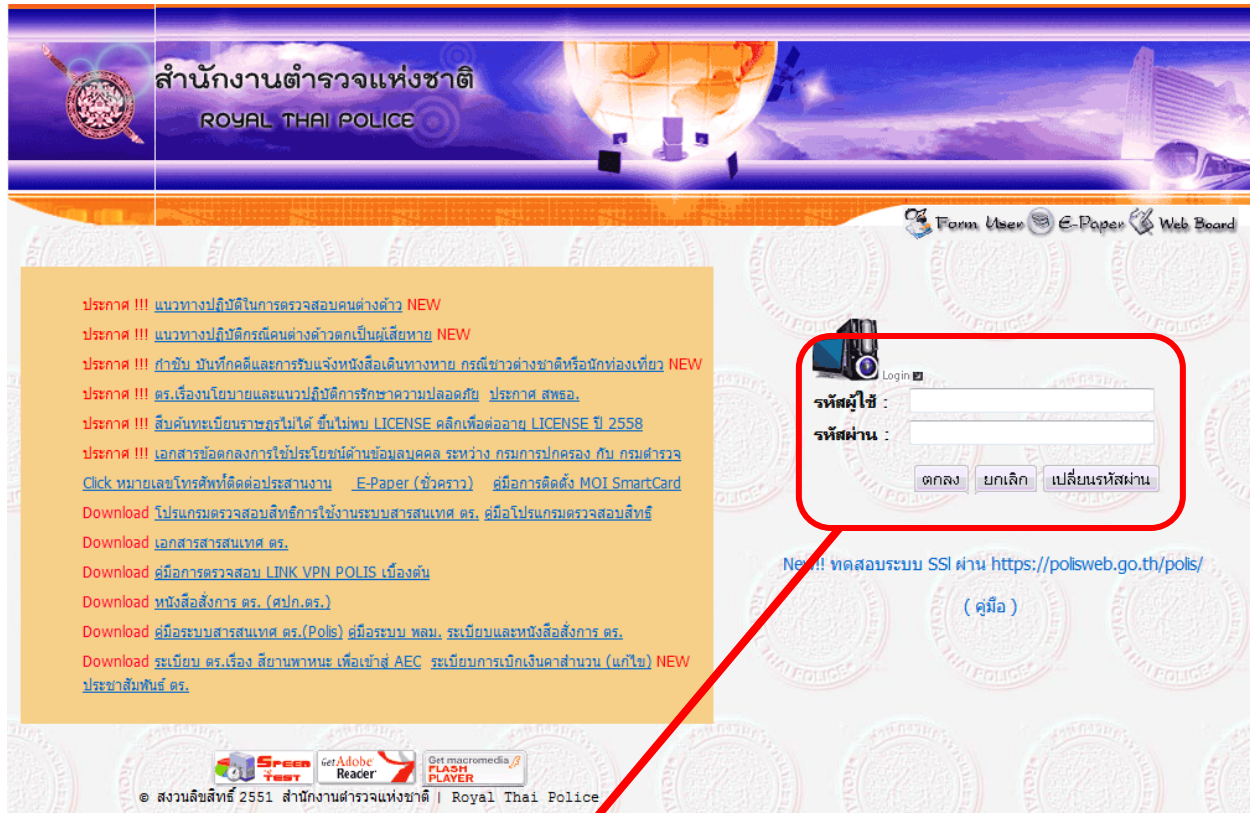 สำนักงานตำรวจแห่งชาติ
ROYAL THAI POLICE
Form User E-Paper Web Board
ประกาศ !!! แนวทางปฏิบัติในการตรวจสอบคนต่างด้าว NEW
ประกาศ !!! แนวทางปฏิบัติกรณีคนต่างด้าวตกเป็นผู้เสียหาย NEW
ประกาศ !!! กำชับ บันทึกคดีและการรับแจ้งหนังสือเดินทางหาย กรณีชาวต่างชาติหรือนักท่องเที่ยว NEW
ประกาศ !!! ตร.เรื่องนโยบายและแนวปฏิบัติการรักษาความปลอดภัย ประกาศ สพธอ.
ประกาศ !!! สืบค้นทะเบียนราษฎรไม่ได้ ขึ้นไม่พบ LICENSE คลิกเพื่อต่ออายุ LICENSE ปี 2558
ประกาศ !!! เอกสารข้อตกลงการใช้ประโยชน์ด้านข้อมูลบุคคล ระหว่าง กรมการปกครอง กับ กรมตำรวจ
Click หมายเลขโทรศัพท์ติดต่อประสานงาน E-Paper (ชั่วคราว) คู่มือการติดตั้ง MOI SmartCard
Download โปรแกรมตรวจสอบสิทธิการใช้งานระบบสารสนเทศ ตร. คู่มือโปรแกรมตรวจสอบสิทธิ
Download เอกสารสารสนเทศ ตร.
Download คู่มือการตรวจสอบ LINK VPN POLIS เบื้องต้น
Download หนังสือสั่งการ ตร. (ศปก.ตร.)
Download คู่มือระบบสารสนเทศ ตร.(Polis) คู่มือระบบ พลม. ระเบียบและหนังสือสั่งการ ตร.
Download ระเบียบ ตร.เรื่อง สียานพาหนะ เพื่อเข้าสู่ AEC ระเบียบการเบิกเงินคาสำนวน (แก้ไข) NEW
ประชาสัมพันธ์ ตร.
Login
รหัสผู้ใช้ :
รหัสผ่าน :
ตกลง ยกเลิก เปลี่ยนรหัสผ่าน
New!! ทดสอบระบบ SSl ผ่าน https://polisweb.go.th/polis/
( คู่มือ )
SPEED TEST
Get Adobe Reader
Get macromedia FLASH PLAYER
© สงวนลิขสิทธิ์ 2551 สำนักงานตำรวจแห่งชาติ | Royal Thai Police